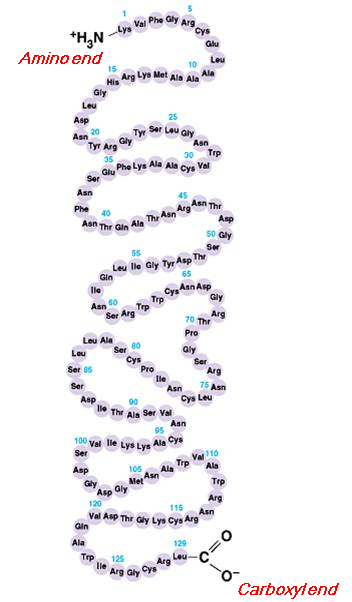 1 5
⁺H₃N Lys Val Phe Gly Arg Cys Glu Leu Ala
Amino end
15 10
Ala Ala Met Lys Arg His Gly Leu Asp Asn
20 25
Tyr Arg Gly Tyr Ser Leu Gly Asn Trp
35 30
Val Cys Ala Ala Lys Phe Glu Ser Asn Phe
40 45
Asn Thr Gln Ala Thr Asn Arg Asn Thr Asp Gly
55 50
Ser Thr Asp Tyr Gly Ile Leu Gln Ile Asn
60 65
Ser Arg Trp Trp Cys Asn Asp Gly Arg
70
Thr Pro Gly Ser Arg Asn
75
Leu Cys Asn Ile Pro Cys
80
Ser Ala Leu Leu Ser
85
Ser Asp Ile Thr Ala Ser Val Asn
90
100 95
Cys Ala Lys Lys Ile Val Ser Asp Gly
105 110
Asp Gly Met Asn Ala Trp Val Ala Trp Arg
120 115
Asn Arg Cys Lys Gly Thr Asp Val Gln Ala
125 129
Trp Ile Arg Gly Cys Arg Leu C O
O⁻
Carboxyl end